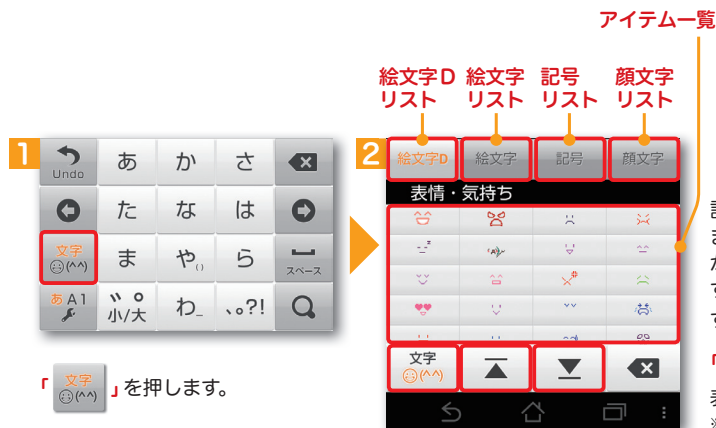 アイテム一覧
絵文字D リスト
絵文字 リスト
記号 リスト
顔文字 リスト
1
Undo あ か さ
た な は
文字 (^^) ま や() ら スペース
あA1 ゛゜小/大 わ_ 、。?!
「文字 (^^)」を押します。
2
絵文字D 絵文字 記号 顔文字
表情・気持ち
文字 (^^)